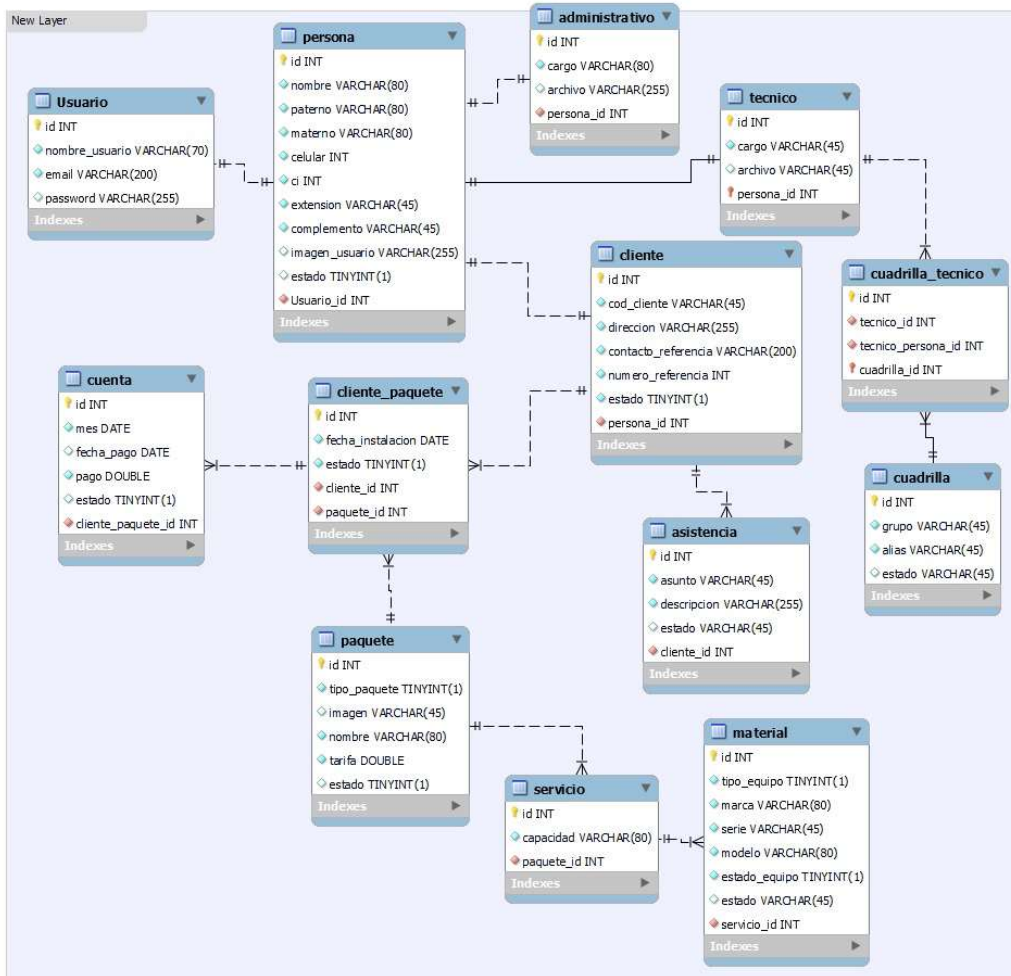 New Layer
administrativo
id INT
cargo VARCHAR(80)
archivo VARCHAR(255)
persona_id INT
Indexes
persona
id INT
nombre VARCHAR(80)
paterno VARCHAR(80)
materno VARCHAR(80)
celular INT
ci INT
extension VARCHAR(45)
complemento VARCHAR(45)
imagen_usuario VARCHAR(255)
estado TINYINT(1)
Usuario_id INT
Indexes
Usuario
id INT
nombre_usuario VARCHAR(70)
email VARCHAR(200)
password VARCHAR(255)
Indexes
tecnico
id INT
cargo VARCHAR(45)
archivo VARCHAR(45)
persona_id INT
Indexes
cliente
id INT
cod_cliente VARCHAR(45)
direccion VARCHAR(255)
contacto_referencia VARCHAR(200)
numero_referencia INT
estado TINYINT(1)
persona_id INT
Indexes
cuadrilla_tecnico
id INT
tecnico_id INT
tecnico_persona_id INT
cuadrilla_id INT
Indexes
cuenta
id INT
mes DATE
fecha_pago DATE
pago DOUBLE
estado TINYINT(1)
cliente_paquete_id INT
Indexes
cliente_paquete
id INT
fecha_instalacion DATE
estado TINYINT(1)
cliente_id INT
paquete_id INT
Indexes
cuadrilla
id INT
grupo VARCHAR(45)
alias VARCHAR(45)
estado VARCHAR(45)
Indexes
asistencia
id INT
asunto VARCHAR(45)
descripcion VARCHAR(255)
estado VARCHAR(45)
cliente_id INT
Indexes
paquete
id INT
tipo_paquete TINYINT(1)
imagen VARCHAR(45)
nombre VARCHAR(80)
tarifa DOUBLE
estado TINYINT(1)
Indexes
servicio
id INT
capacidad VARCHAR(80)
paquete_id INT
Indexes
material
id INT
tipo_equipo TINYINT(1)
marca VARCHAR(80)
serie VARCHAR(45)
modelo VARCHAR(80)
estado_equipo TINYINT(1)
estado VARCHAR(45)
servicio_id INT
Indexes